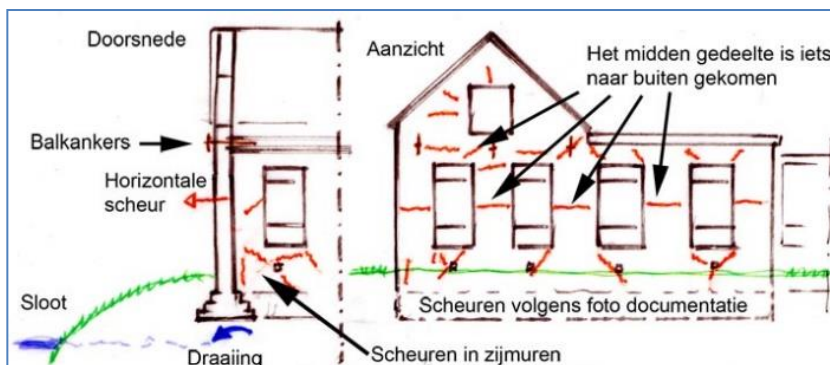 Doorsnede
Aanzicht
Het midden gedeelte is iets
naar buiten gekomen
Balkankers
Horizontale
scheur
Sloot
Scheuren volgens foto documentatie
Draaiing
Scheuren in zijmuren